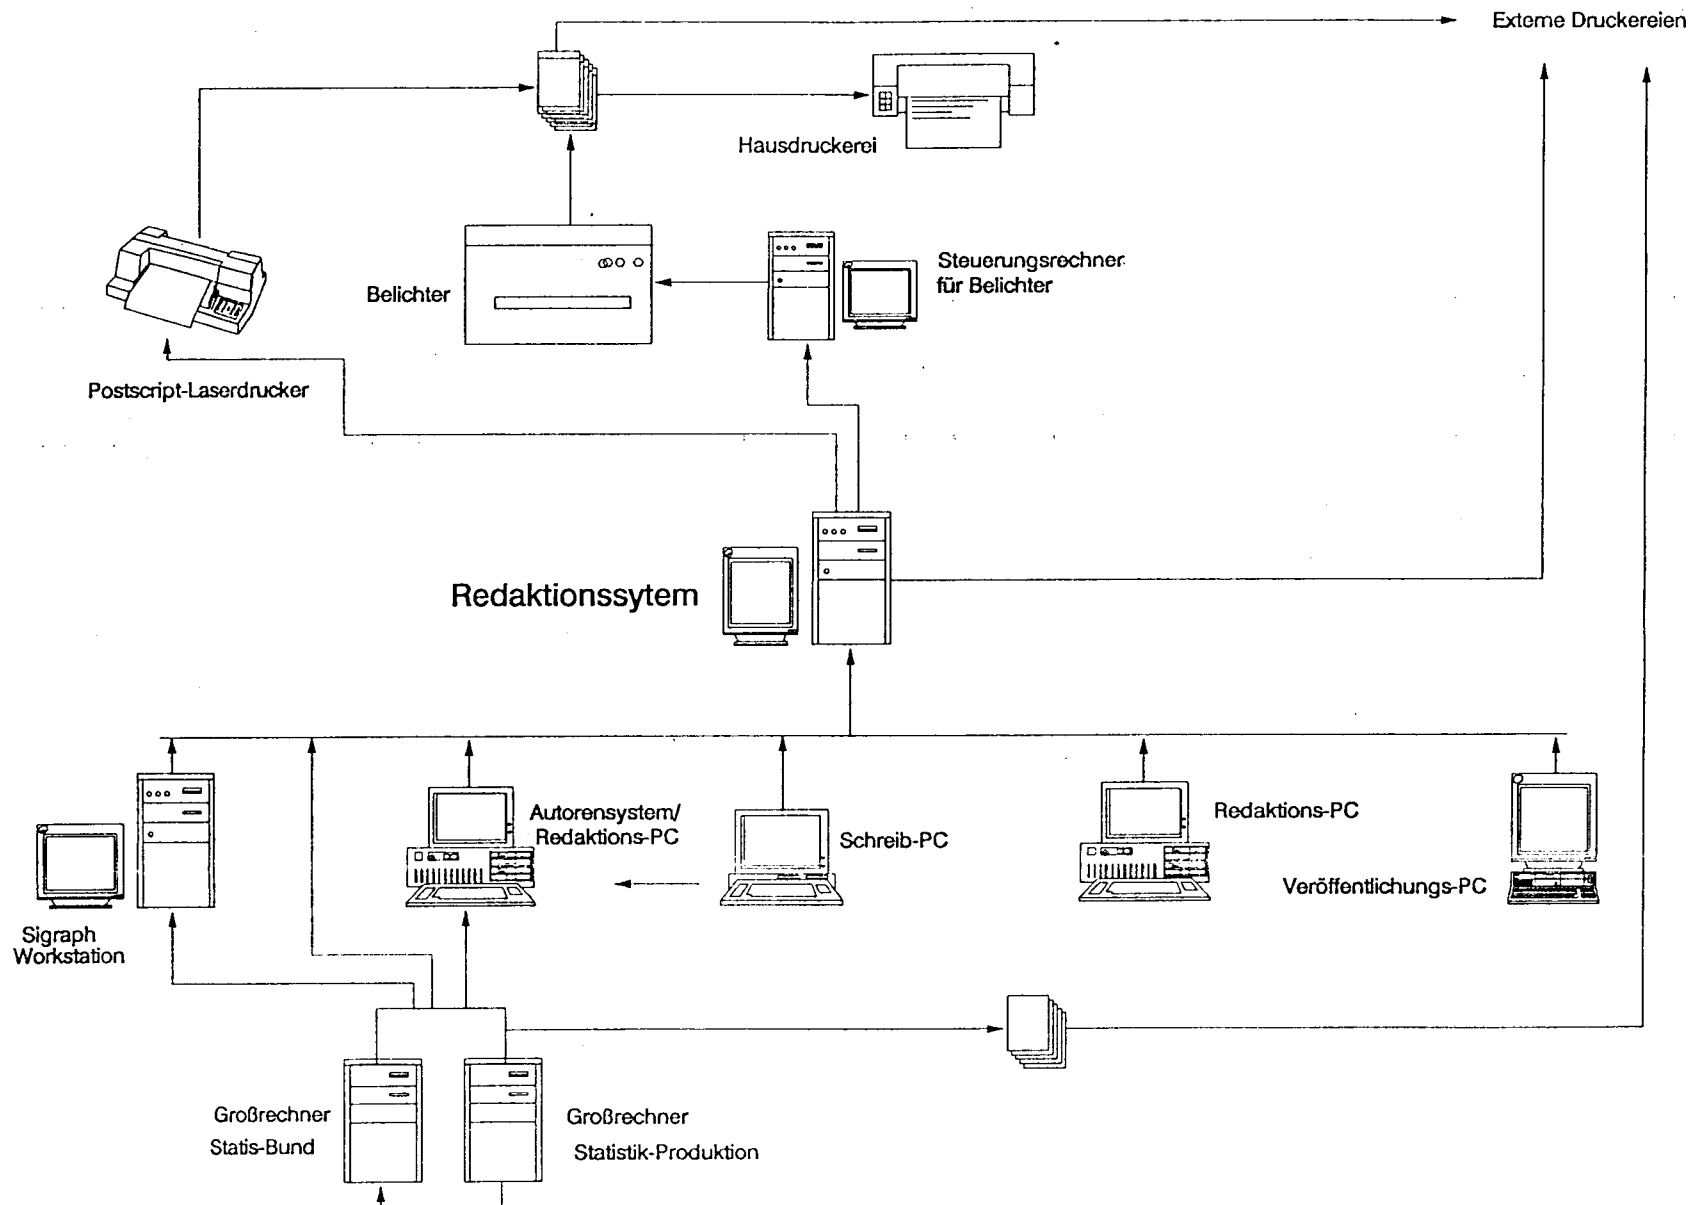 Externe Druckereien
Hausdruckerei
Steuerungsrechner
für Belichter
Belichter
Postscript-Laserdrucker
Redaktionssytem
Autorensystem/
Redaktions-PC
Schreib-PC
Redaktions-PC
Veröffentlichungs-PC
Sigraph
Workstation
Großrechner
Statis-Bund
Großrechner
Statistik-Produktion